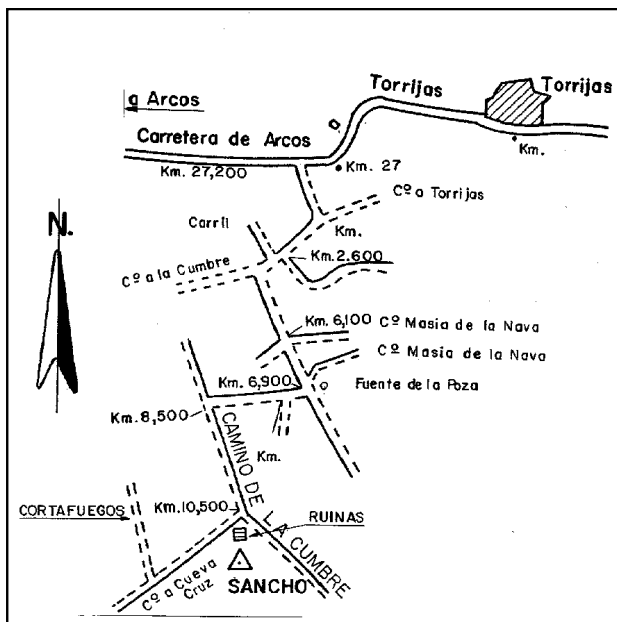 Torrijas
Torrijas
a Arcos
Carretera de Arcos
Km.
Km. 27,200
Km. 27
Cº a Torrijas
N.
Carril
Km.
Km. 2.600
Cº a la Cumbre
Km. 6,100
Cº Masia de la Nava
Cº Masia de la Nava
Km. 6,900
Fuente de la Poza
Km. 8,500
Km.
CAMINO DE LA CUMBRE
CORTAFUEGOS
Km. 10,500
RUINAS
Cº a Cueva
Cruz
SANCHO